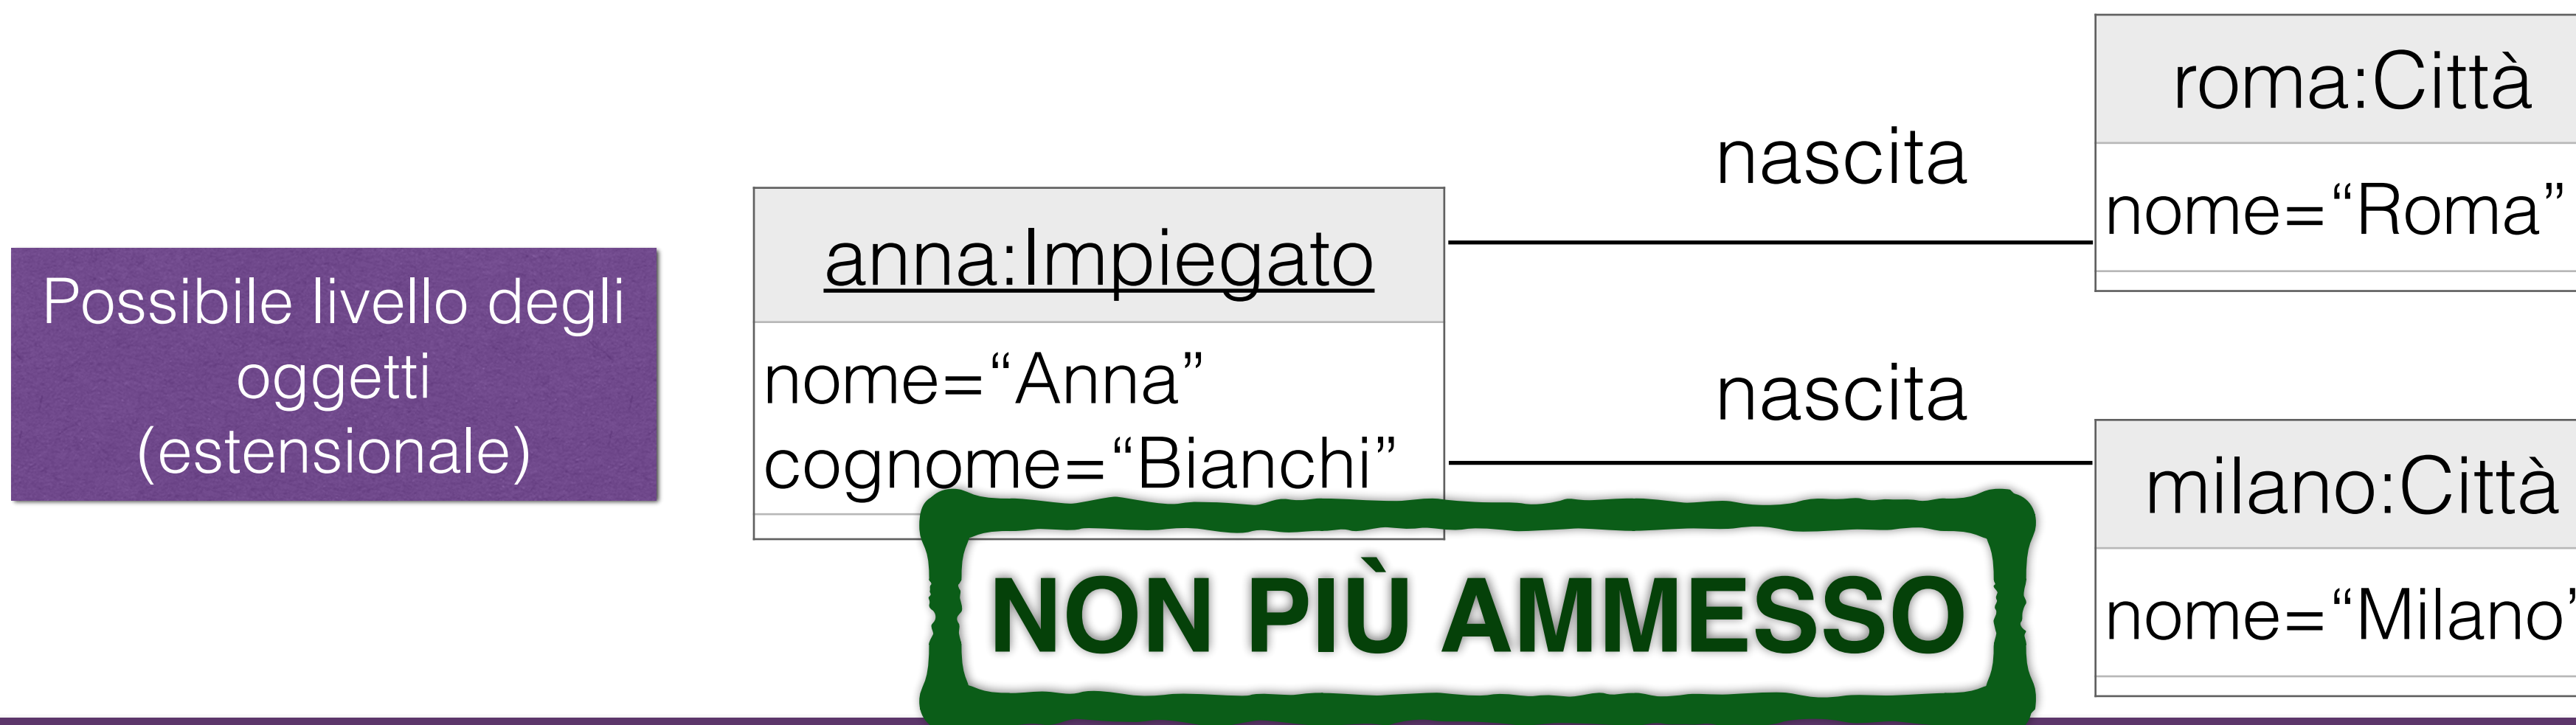 Possibile livello degli
oggetti
(estensionale)
anna:Impiegato
nome=“Anna”
cognome=“Bianchi”
nascita
nascita
roma:Città
nome=“Roma”
milano:Città
nome=“Milano”
NON PIÙ AMMESSO